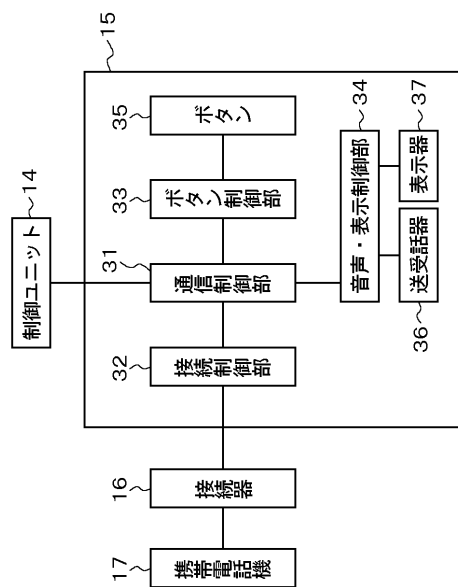 制御ユニット
14
15
携帯電話機
17
接続器
16
接続制御部
32
通信制御部
31
ボタン制御部
33
ボタン
35
音声・表示制御部
34
送受話器
36
表示器
37